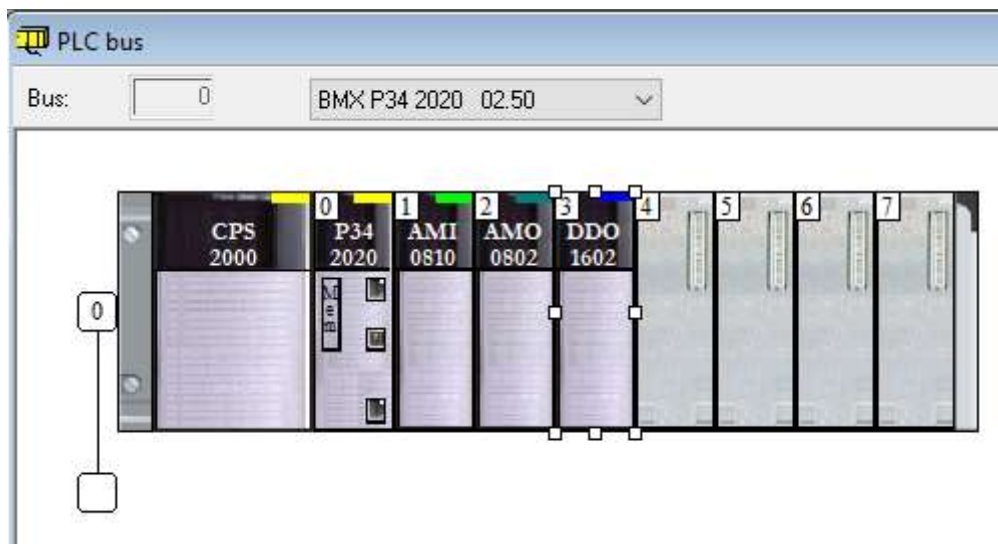 PLC bus
Bus: 0 BMX P34 2020 02.50
0 1 2 3 4 5 6 7
CPS P34 AMI AMO DDO
2000 2020 0810 0802 1602
0